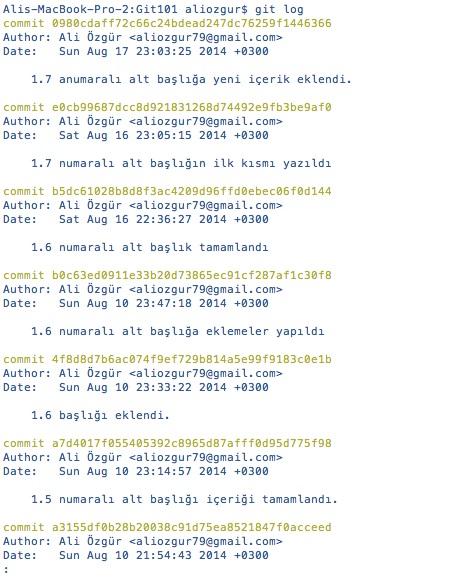 Alis-MacBook-Pro-2:Git101 aliozgur$ git log
commit 0980cdaff72c66c24bdead247dc76259f1446366
Author: Ali Özgür <aliozgur79@gmail.com>
Date:   Sun Aug 17 23:03:25 2014 +0300
1.7 anumaralı alt başlığa yeni içerik eklendi.
commit e0cb99687dcc8d921831268d74492e9fb3be9af0
Author: Ali Özgür <aliozgur79@gmail.com>
Date:   Sat Aug 16 23:05:15 2014 +0300
1.7 numaralı alt başlığın ilk kısmı yazıldı
commit b5dc61028b8d8f3ac4209d96ffd0ebec06f0d144
Author: Ali Özgür <aliozgur79@gmail.com>
Date:   Sat Aug 16 22:36:27 2014 +0300
1.6 numaralı alt başlık tamamlandı
commit b0c63ed0911e33b20d73865ec91cf287af1c30f8
Author: Ali Özgür <aliozgur79@gmail.com>
Date:   Sun Aug 10 23:47:18 2014 +0300
1.6 numaralı alt başlığa eklemeler yapıldı
commit 4f8d8d7b6ac074f9ef729b814a5e99f9183c0e1b
Author: Ali Özgür <aliozgur79@gmail.com>
Date:   Sun Aug 10 23:33:22 2014 +0300
1.6 başlığı eklendi.
commit a7d4017f055405392c8965d87afff0d95d775f98
Author: Ali Özgür <aliozgur79@gmail.com>
Date:   Sun Aug 10 23:14:57 2014 +0300
1.5 numaralı alt başlığı içeriği tamamlandı.
commit a3155df0b28b20038c91d75ea8521847f0acceed
Author: Ali Özgür <aliozgur79@gmail.com>
Date:   Sun Aug 10 21:54:43 2014 +0300
: